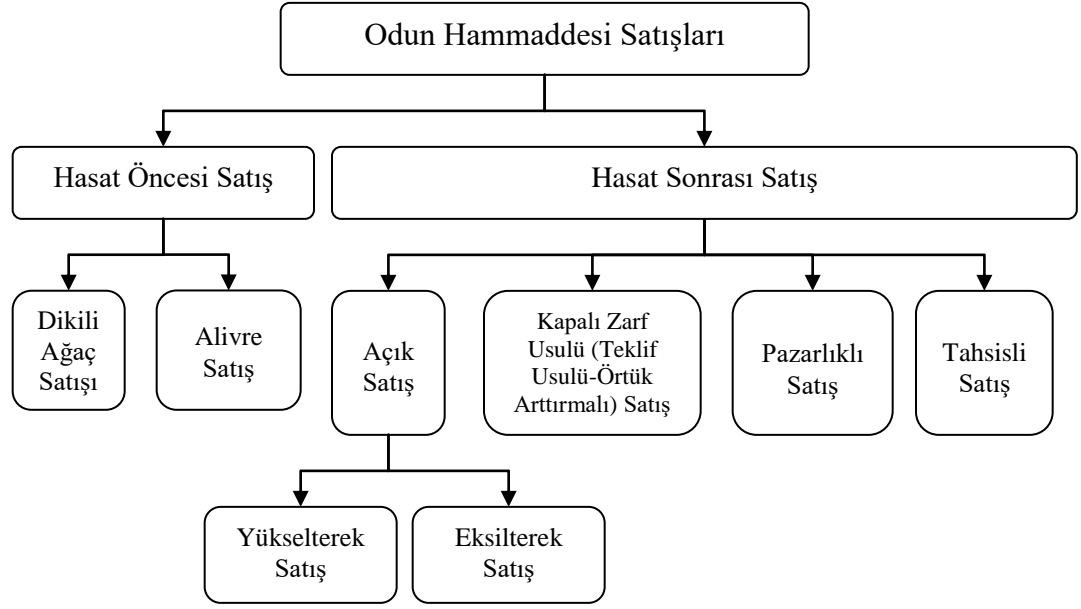 Odun Hammaddesi Satışları
Hasat Öncesi Satış
Hasat Sonrası Satış
Dikili
Ağaç
Satışı
Alivre
Satış
Açık
Satış
Kapalı Zarf
Usulü (Teklif
Usulü-Örtük
Arttırmalı) Satış
Pazarlıklı
Satış
Tahsisli
Satış
Yükselterek
Satış
Eksilterek
Satış